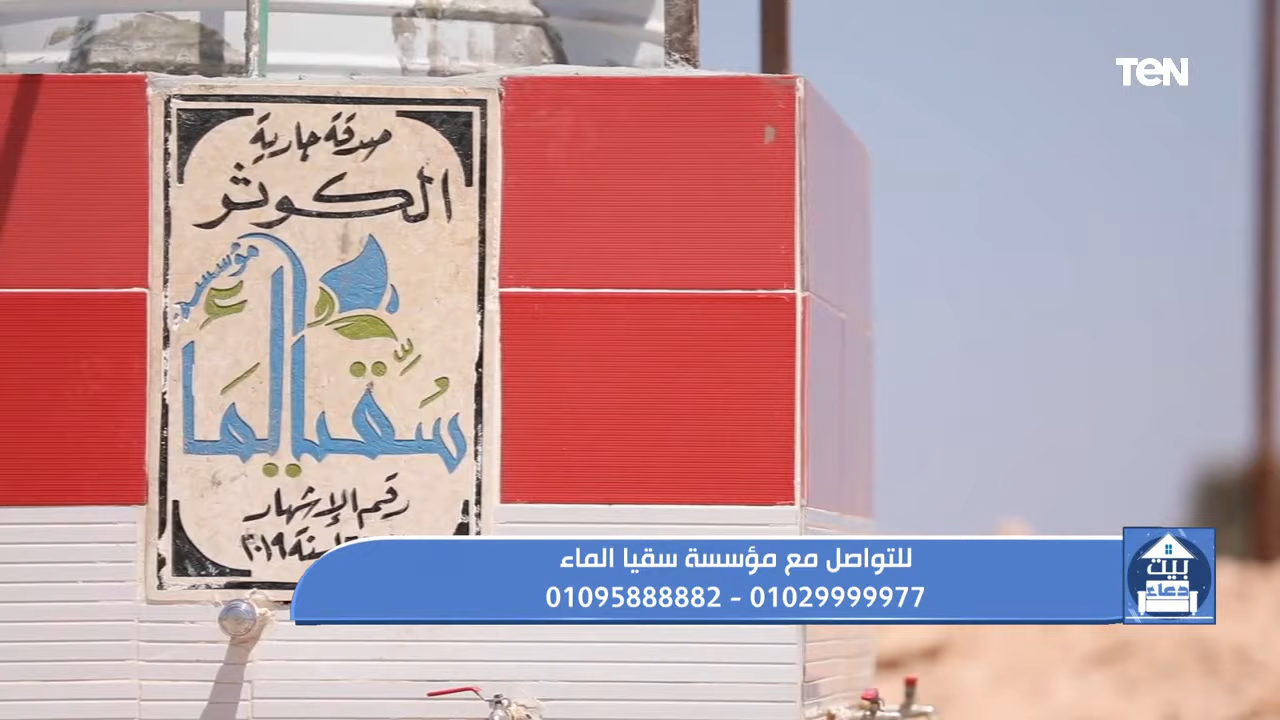 TEN
صدقة جارية
الكوثر
مؤسسة
سُقيا الماء
رقم الإشهار
لسنة ٢٠١٩
للتواصل مع مؤسسة سقيا الماء
01095888882 - 01029999977
بيت
دعاء